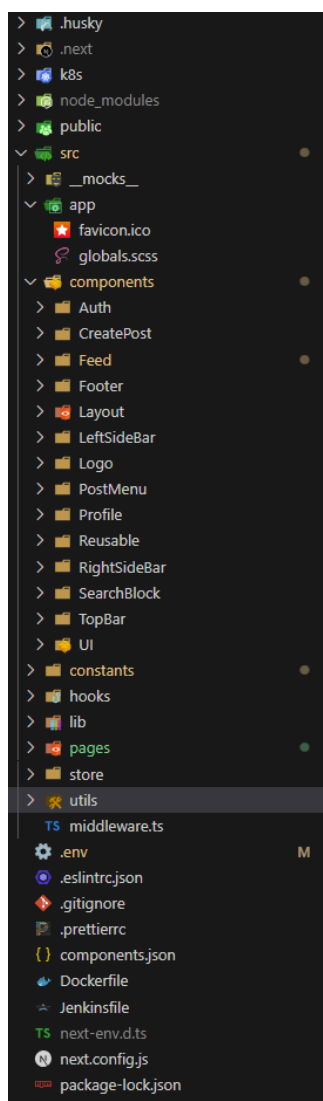 .husky
.next
k8s
node_modules
public
src
__mocks__
app
favicon.ico
globals.scss
components
Auth
CreatePost
Feed
Footer
Layout
LeftSideBar
Logo
PostMenu
Profile
Reusable
RightSideBar
SearchBlock
TopBar
UI
constants
hooks
lib
pages
store
utils
TS middleware.ts
.env M
.eslintrc.json
.gitignore
.prettierrc
{} components.json
Dockerfile
Jenkinsfile
TS next-env.d.ts
N next.config.js
npm package-lock.json